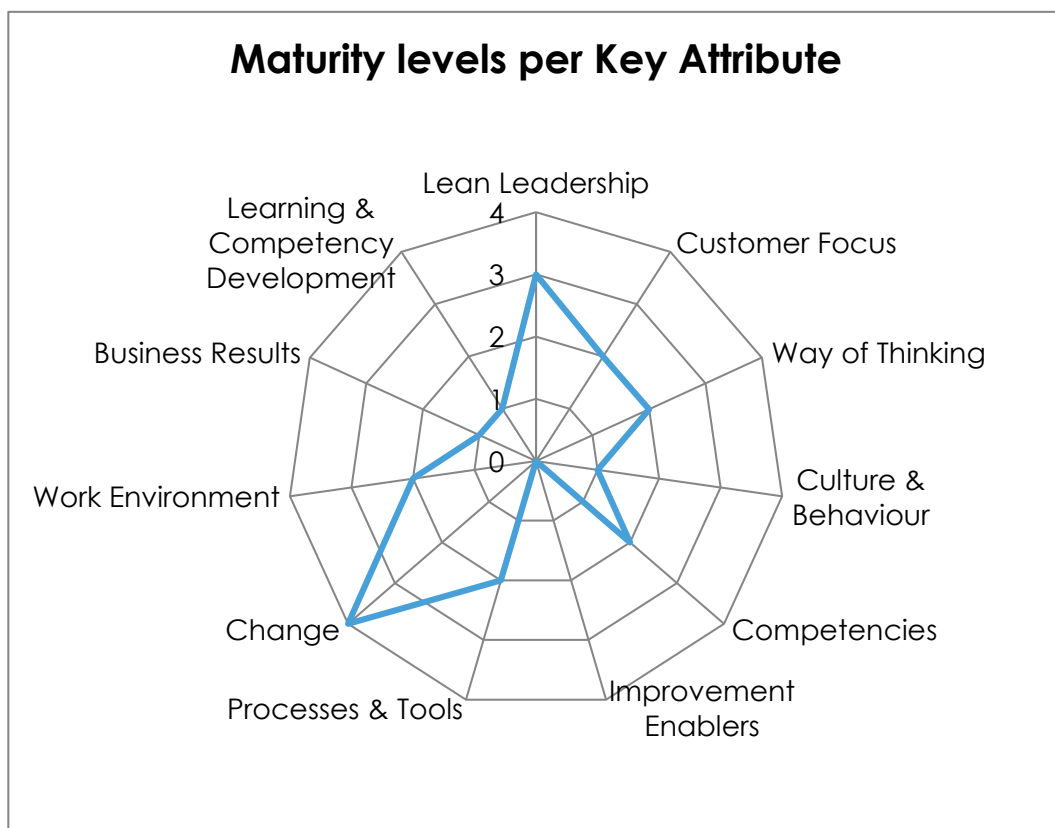 Maturity levels per Key Attribute
Lean Leadership
Customer Focus
Way of Thinking
Culture &
Behaviour
Competencies
Improvement
Enablers
Processes & Tools
Change
Work Environment
Business Results
Learning &
Competency
Development
4
3
2
1
0